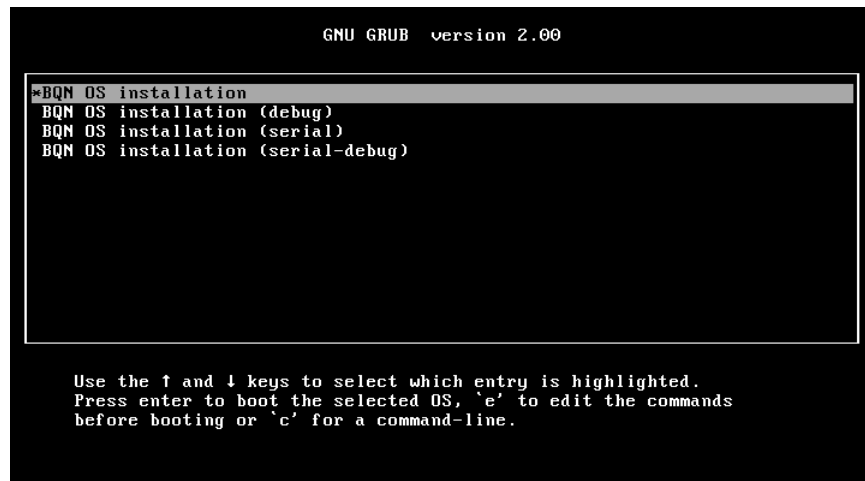 GNU GRUB  version 2.00
*BQN OS installation
BQN OS installation (debug)
BQN OS installation (serial)
BQN OS installation (serial-debug)
Use the ↑ and ↓ keys to select which entry is highlighted.
Press enter to boot the selected OS, `e' to edit the commands
before booting or `c' for a command-line.